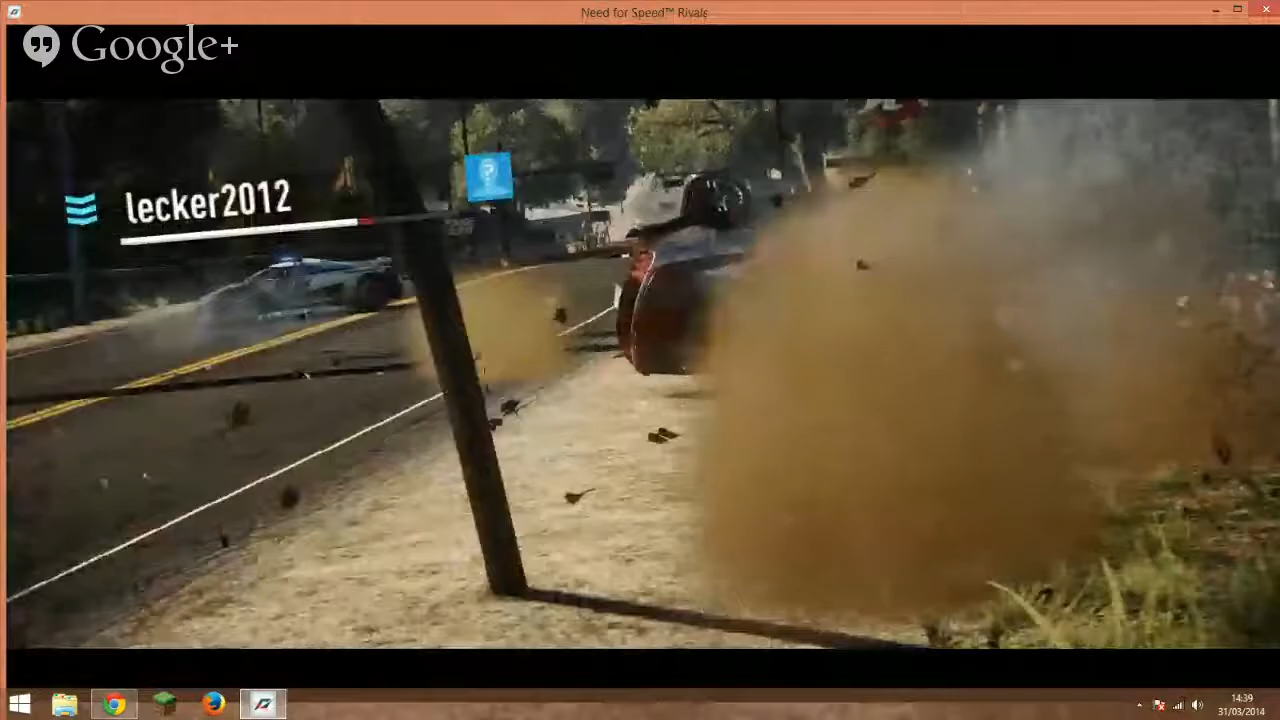 Need for Speed™ Rivals
Google+
lecker2012
?
14:39
31/03/2014